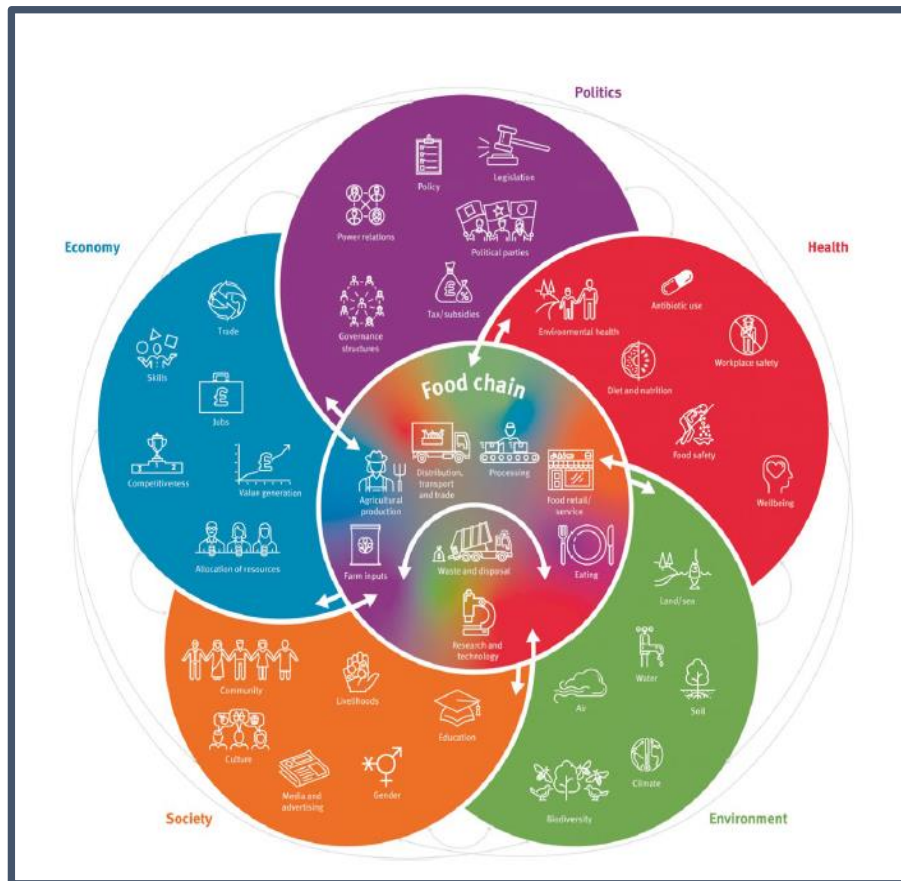 Politics
Policy
Legislation
Power relations
Political parties
Tax/subsidies
Governance
structures
Economy
Trade
Skills
Jobs
Competitiveness
Value generation
Allocation of resources
Health
Antibiotic use
Environmental health
Workplace safety
Diet and nutrition
Food safety
Wellbeing
Food chain
Distribution,
transport
and trade
Processing
Agricultural
production
Food retail/
service
Farm inputs
Waste and disposal
Eating
Research and
technology
Society
Community
Livelihoods
Education
Culture
Media and
advertising
Gender
Environment
Land/sea
Water
Air
Soil
Climate
Biodiversity